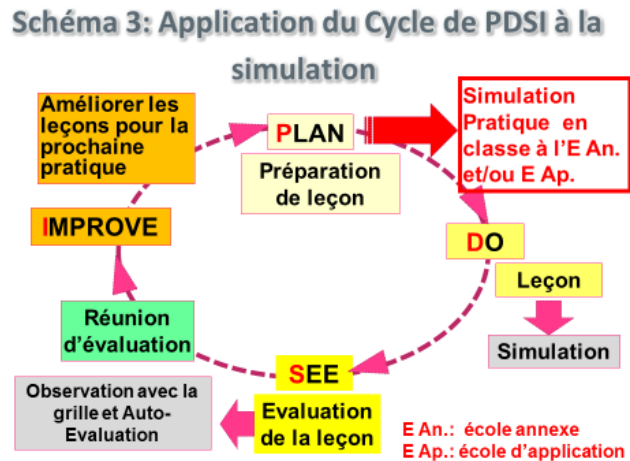 Schéma 3: Application du Cycle de PDSI à la
simulation
Améliorer les
leçons pour la
prochaine
pratique
PLAN
Préparation
de leçon
Simulation
Pratique en
classe à l'E An.
et/ou E Ap.
IMPROVE
DO
Leçon
Simulation
Réunion
d'évaluation
SEE
Evaluation
de la leçon
Observation avec la
grille et Auto-
Evaluation
E An.: école annexe
E Ap.: école d'application